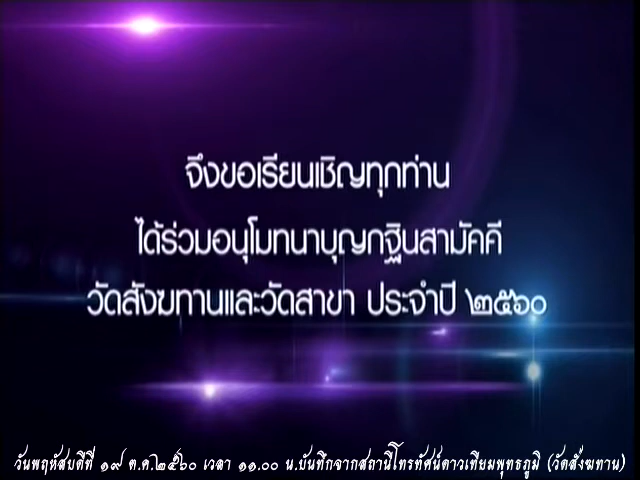 จึงขอเรียนเชิญทุกท่าน
ได้ร่วมอนุโมทนาบุญกฐินสามัคคี
วัดสังฆทานและวัดสาขา ประจำปี ๒๕๖๐
วันพฤหัสบดีที่ ๑๙ ต.ค.๒๕๖๐ เวลา ๑๑.๐๐ น.บันทึกจากสถานีโทรทัศน์ดาวเทียมพุทธภูมิ (วัดสังฆทาน)